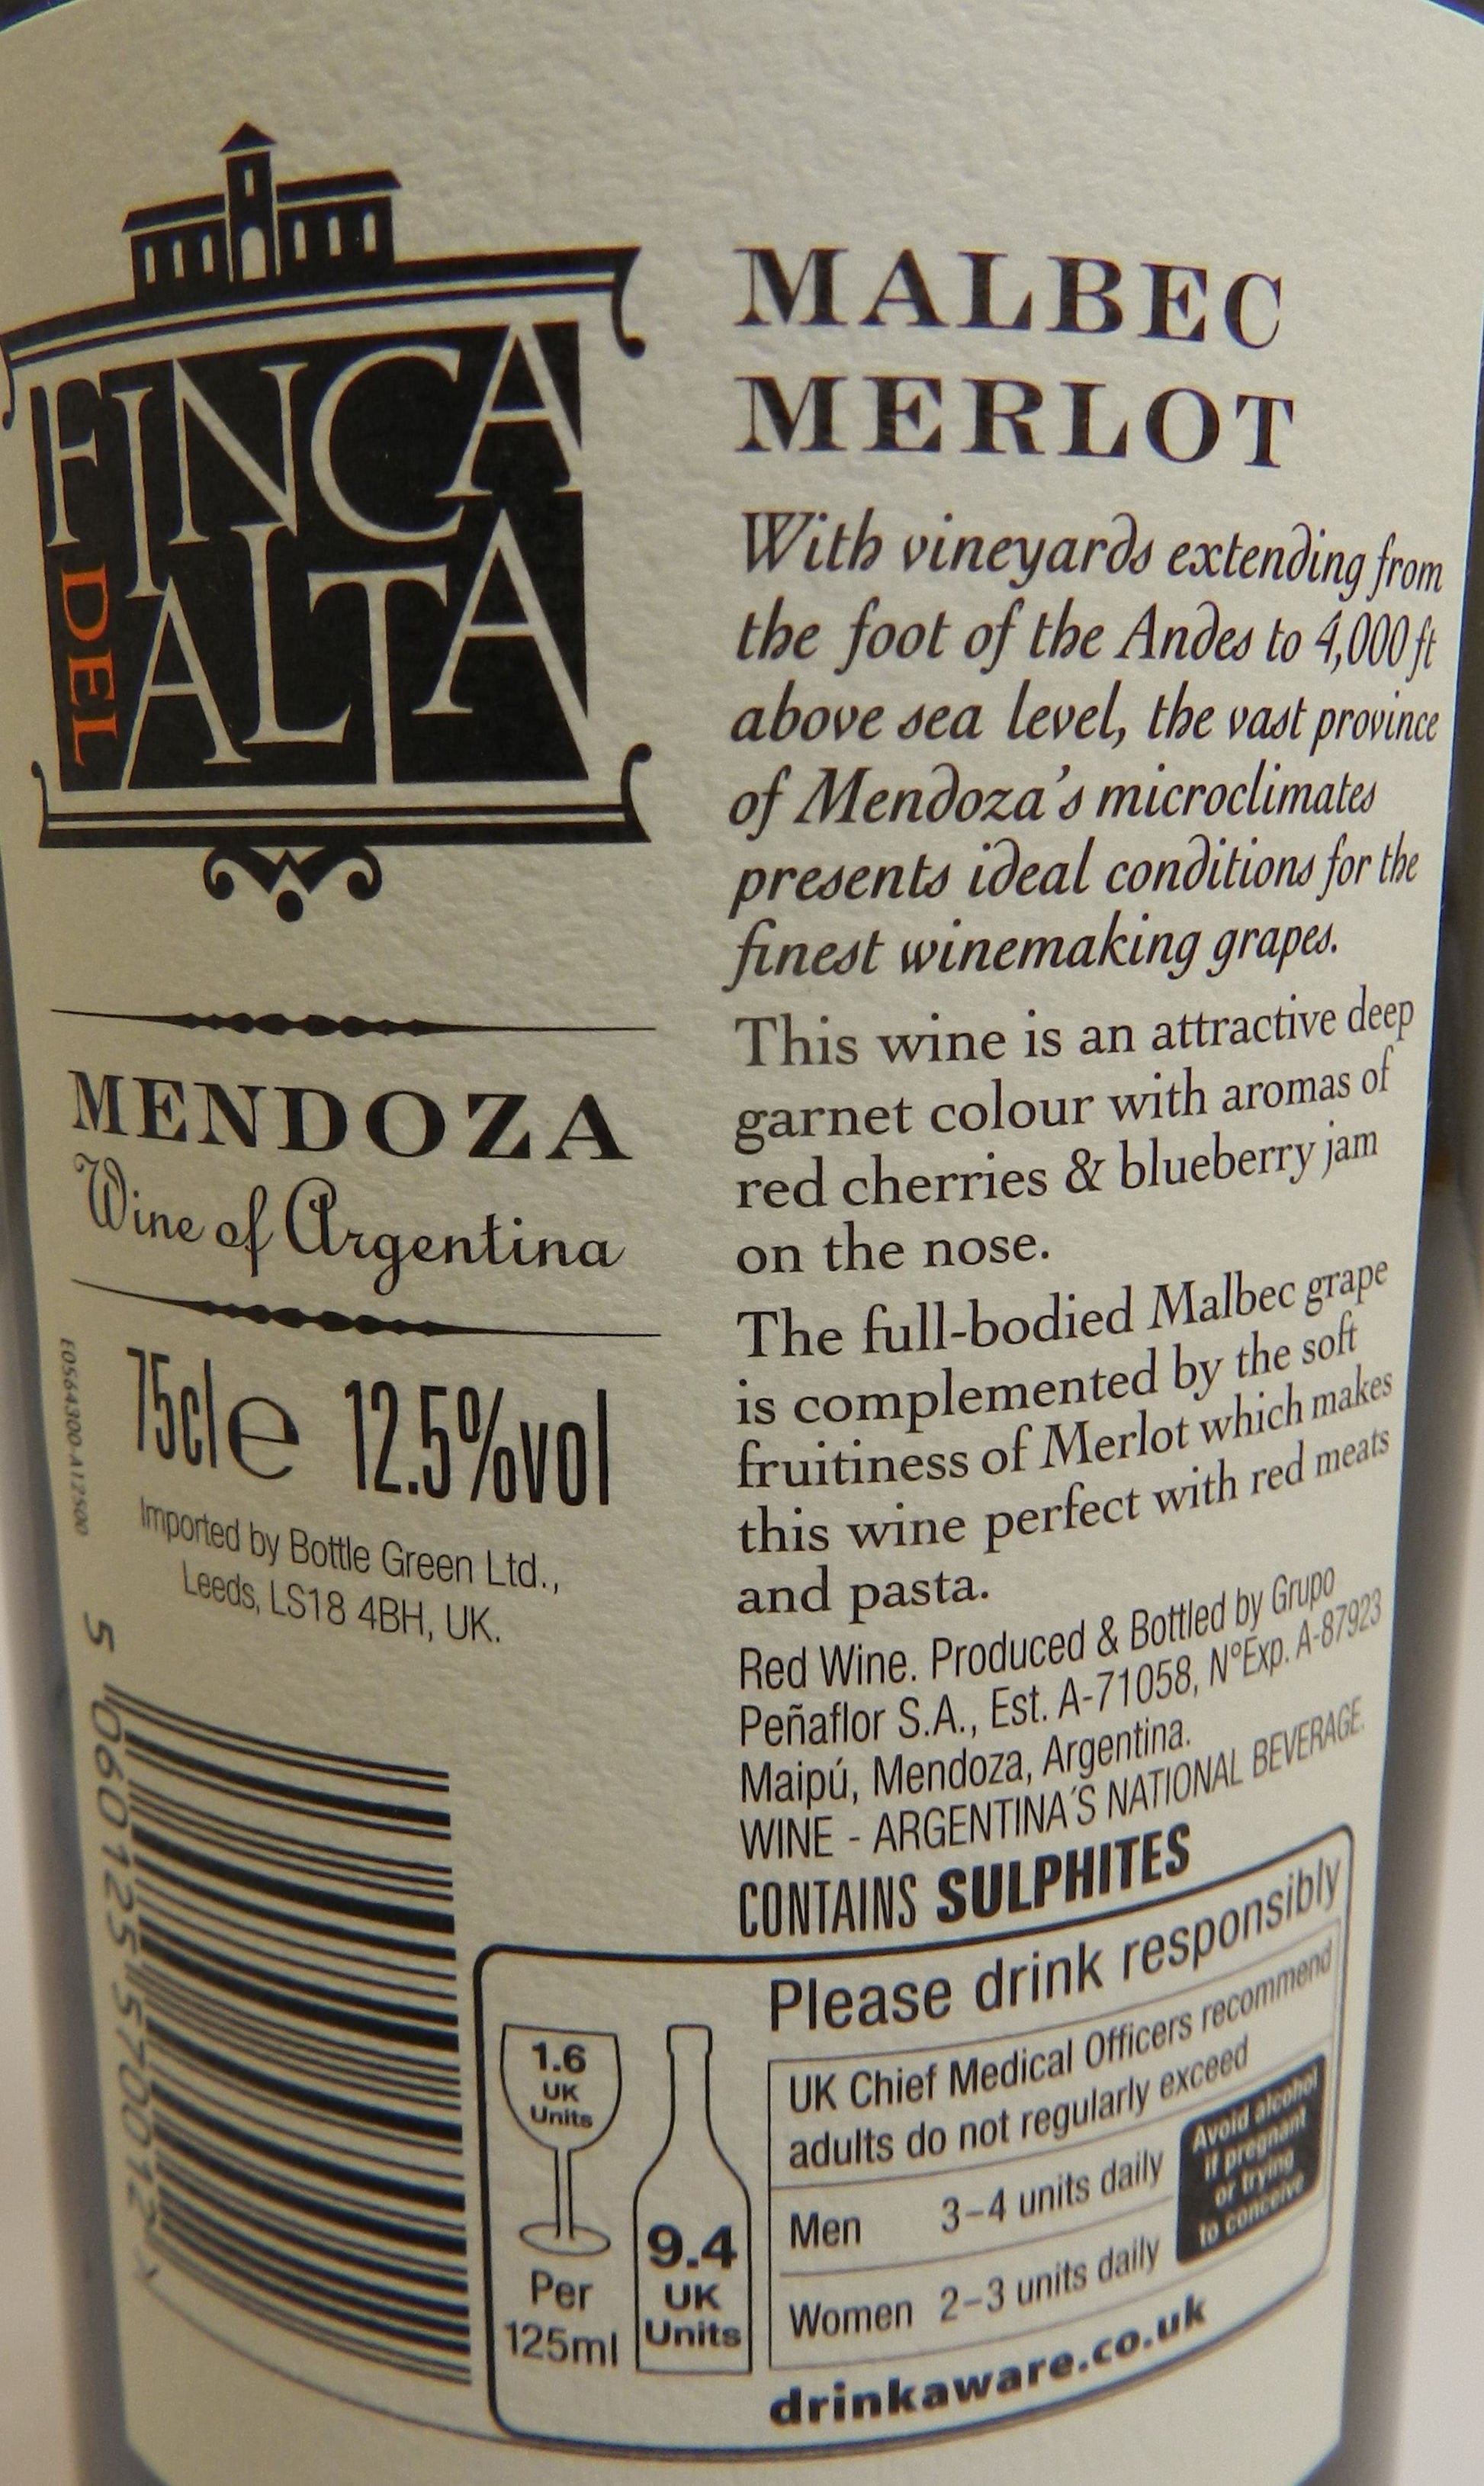 FINCA
DEL
ALTA
MENDOZA
Wine of Argentina
75cl e 12.5%vol
Imported by Bottle Green Ltd.,
Leeds, LS18 4BH, UK.
E0564300-A12500
5 060125 570012 >
MALBEC
MERLOT
With vineyards extending from
the foot of the Andes to 4,000 ft
above sea level, the vast province
of Mendoza's microclimates
presents ideal conditions for the
finest winemaking grapes.
This wine is an attractive deep
garnet colour with aromas of
red cherries & blueberry jam
on the nose.
The full-bodied Malbec grape
is complemented by the soft
fruitiness of Merlot which makes
this wine perfect with red meats
and pasta.
Red Wine. Produced & Bottled by Grupo
Peñaflor S.A., Est. A-71058, N°Exp. A-87923
Maipú, Mendoza, Argentina.
WINE - ARGENTINA´S NATIONAL BEVERAGE.
CONTAINS SULPHITES
Please drink responsibly
1.6
UK
Units
Per
125ml
9.4
UK
Units
UK Chief Medical Officers recommend
adults do not regularly exceed
Men 3-4 units daily
Women 2-3 units daily
Avoid alcohol
if pregnant
or trying
to conceive
drinkaware.co.uk